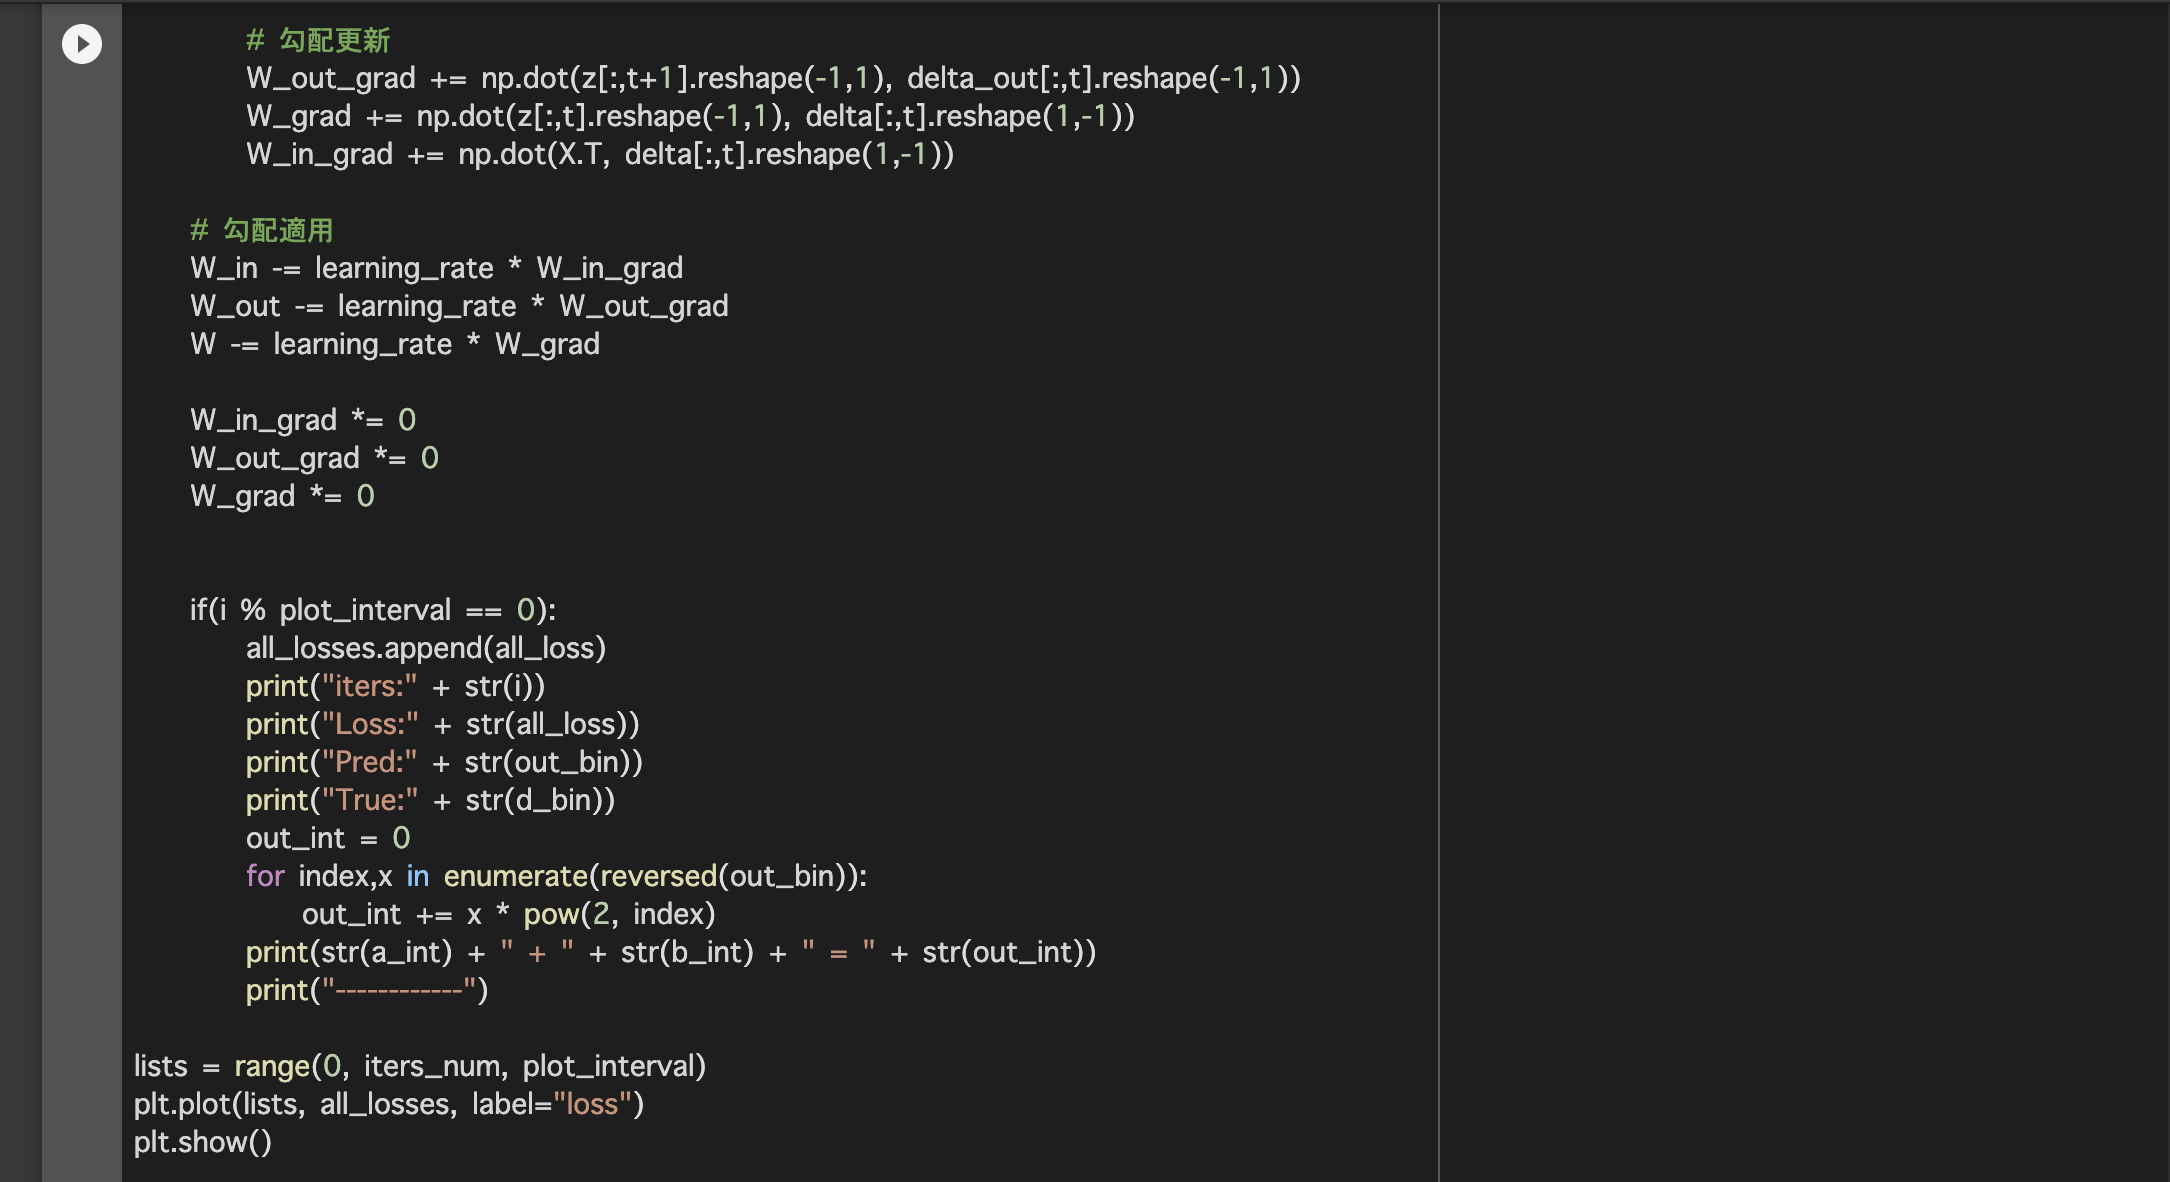 # 勾配更新
W_out_grad += np.dot(z[:,t+1].reshape(-1,1), delta_out[:,t].reshape(-1,1))
W_grad += np.dot(z[:,t].reshape(-1,1), delta[:,t].reshape(1,-1))
W_in_grad += np.dot(X.T, delta[:,t].reshape(1,-1))
# 勾配適用
W_in -= learning_rate * W_in_grad
W_out -= learning_rate * W_out_grad
W -= learning_rate * W_grad
W_in_grad *= 0
W_out_grad *= 0
W_grad *= 0
if(i % plot_interval == 0):
all_losses.append(all_loss)
print("iters:" + str(i))
print("Loss:" + str(all_loss))
print("Pred:" + str(out_bin))
print("True:" + str(d_bin))
out_int = 0
for index,x in enumerate(reversed(out_bin)):
out_int += x * pow(2, index)
print(str(a_int) + " + " + str(b_int) + " = " + str(out_int))
print("------------")
lists = range(0, iters_num, plot_interval)
plt.plot(lists, all_losses, label="loss")
plt.show()